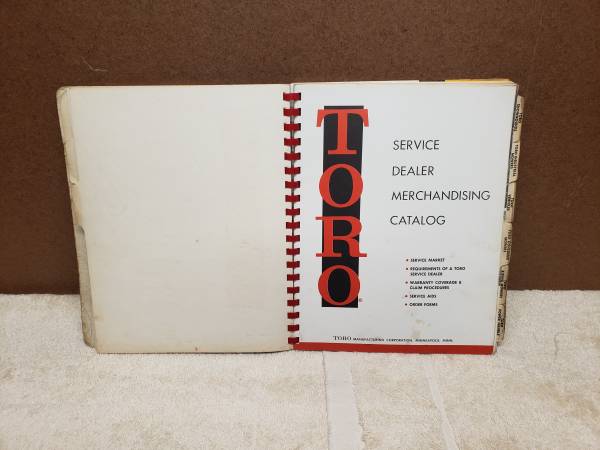 TORO
SERVICE
DEALER
MERCHANDISING
CATALOG
• SERVICE MARKET
• REQUIREMENTS OF A TORO
SERVICE DEALER
• WARRANTY COVERAGE &
CLAIM PROCEDURES
• SERVICE AIDS
• ORDER FORMS
TORO MANUFACTURING CORPORATION, MINNEAPOLIS, MINN.